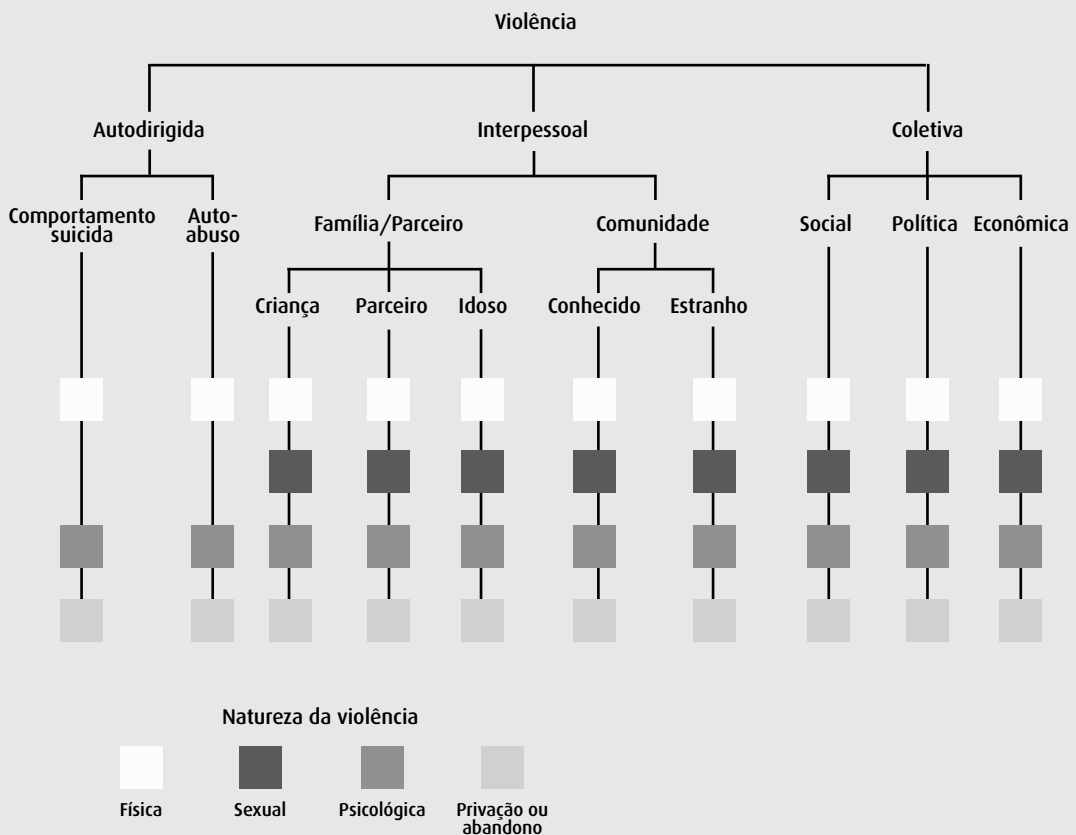 Violência
Autodirigida Interpessoal Coletiva
Comportamento
suicida
Auto-
abuso
Família/Parceiro Comunidade Social Política Econômica
Criança Parceiro Idoso Conhecido Estranho
Natureza da violência
Física Sexual Psicológica Privação ou
abandono